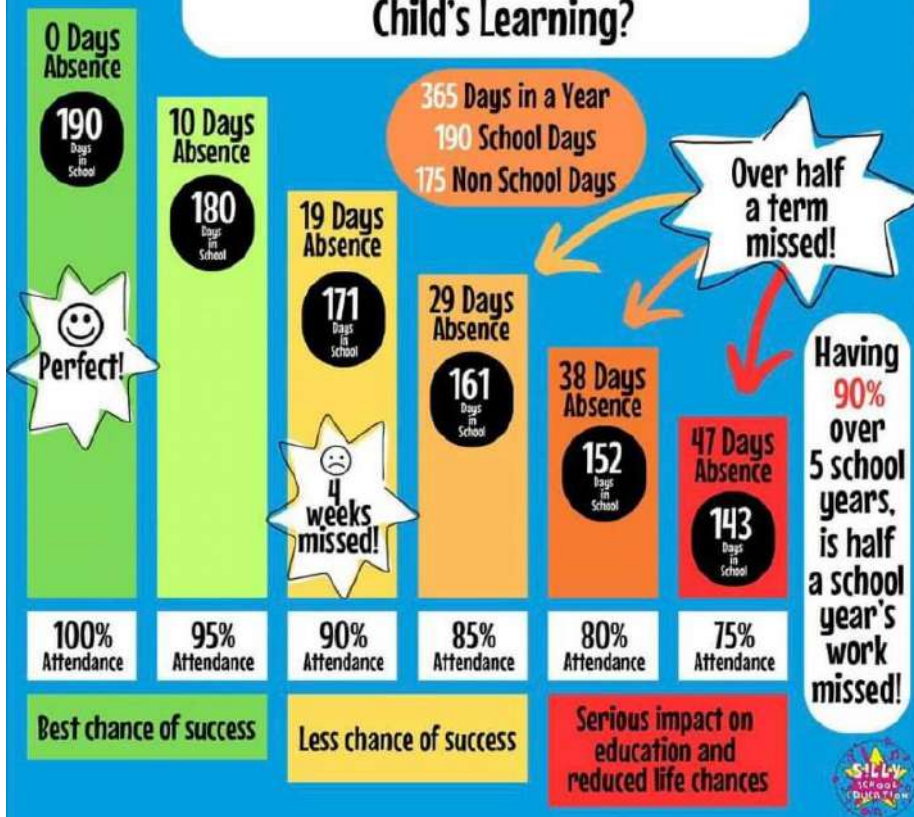 Child's Learning?
365 Days in a Year
190 School Days
175 Non School Days
Over half
a term
missed!
0 Days
Absence
190
Days
in
School
Perfect!
10 Days
Absence
180
Days
in
School
19 Days
Absence
171
Days
in
School
4
weeks
missed!
29 Days
Absence
161
Days
in
School
38 Days
Absence
152
Days
in
School
47 Days
Absence
143
Days
in
School
Having
90%
over
5 school
years,
is half
a school
year's
work
missed!
100%
Attendance
95%
Attendance
90%
Attendance
85%
Attendance
80%
Attendance
75%
Attendance
Best chance of success
Less chance of success
Serious impact on
education and
reduced life chances
SILLY
SCHOOL
EDUCATION